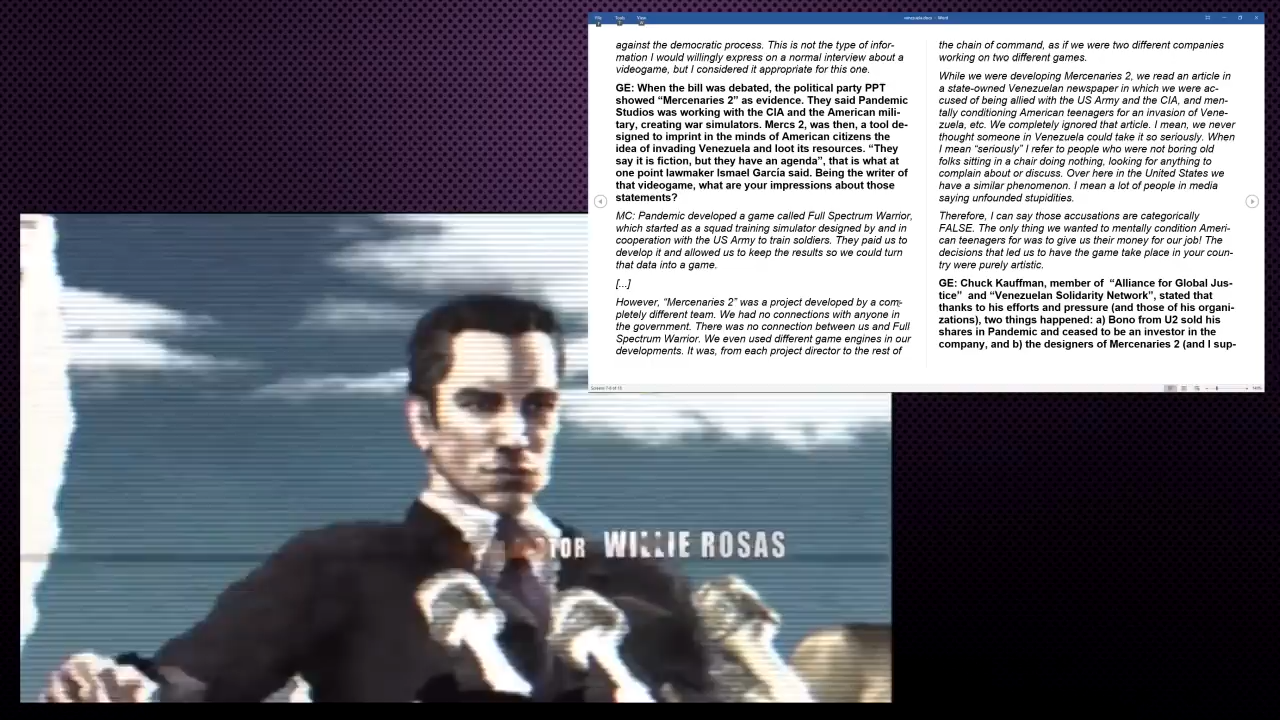 File Tools View
venezuela.docx - Word
against the democratic process. This is not the type of infor-
mation I would willingly express on a normal interview about a
videogame, but I considered it appropriate for this one.
GE: When the bill was debated, the political party PPT
showed “Mercenaries 2” as evidence. They said Pandemic
Studios was working with the CIA and the American mili-
tary, creating war simulators. Mercs 2, was then, a tool de-
signed to imprint in the minds of American citizens the
idea of invading Venezuela and loot its resources. “They
say it is fiction, but they have an agenda”, that is what at
one point lawmaker Ismael García said. Being the writer of
that videogame, what are your impressions about those
statements?
MC: Pandemic developed a game called Full Spectrum Warrior,
which started as a squad training simulator designed by and in
cooperation with the US Army to train soldiers. They paid us to
develop it and allowed us to keep the results so we could turn
that data into a game.
[...]
However, “Mercenaries 2” was a project developed by a com-
pletely different team. We had no connections with anyone in
the government. There was no connection between us and Full
Spectrum Warrior. We even used different game engines in our
developments. It was, from each project director to the rest of
the chain of command, as if we were two different companies
working on two different games.
While we were developing Mercenaries 2, we read an article in
a state-owned Venezuelan newspaper in which we were ac-
cused of being allied with the US Army and the CIA, and men-
tally conditioning American teenagers for an invasion of Vene-
zuela, etc. We completely ignored that article. I mean, we never
thought someone in Venezuela could take it so seriously. When
I mean “seriously” I refer to people who were not boring old
folks sitting in a chair doing nothing, looking for anything to
complain about or discuss. Over here in the United States we
have a similar phenomenon. I mean a lot of people in media
saying unfounded stupidities.
Therefore, I can say those accusations are categorically
FALSE. The only thing we wanted to mentally condition Ameri-
can teenagers for was to give us their money for our job! The
decisions that led us to have the game take place in your coun-
try were purely artistic.
GE: Chuck Kauffman, member of “Alliance for Global Jus-
tice” and “Venezuelan Solidarity Network”, stated that
thanks to his efforts and pressure (and those of his organi-
zations), two things happened: a) Bono from U2 sold his
shares in Pandemic and ceased to be an investor in the
company, and b) the designers of Mercenaries 2 (and I sup-
TOR WILLIE ROSAS